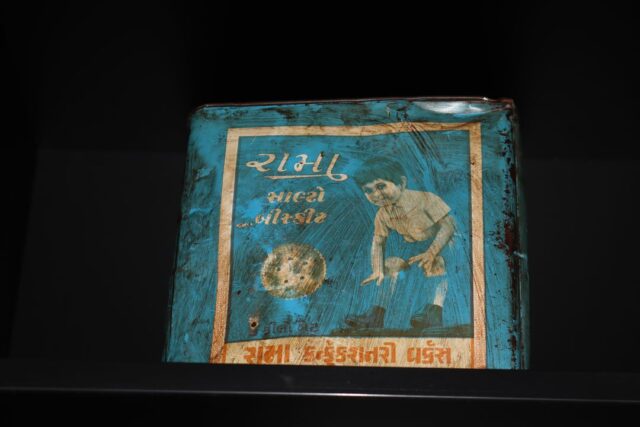 રામા
સાલ્ટો
બીસ્કીટ
રામા કન્ફેકશનરી વર્કસ